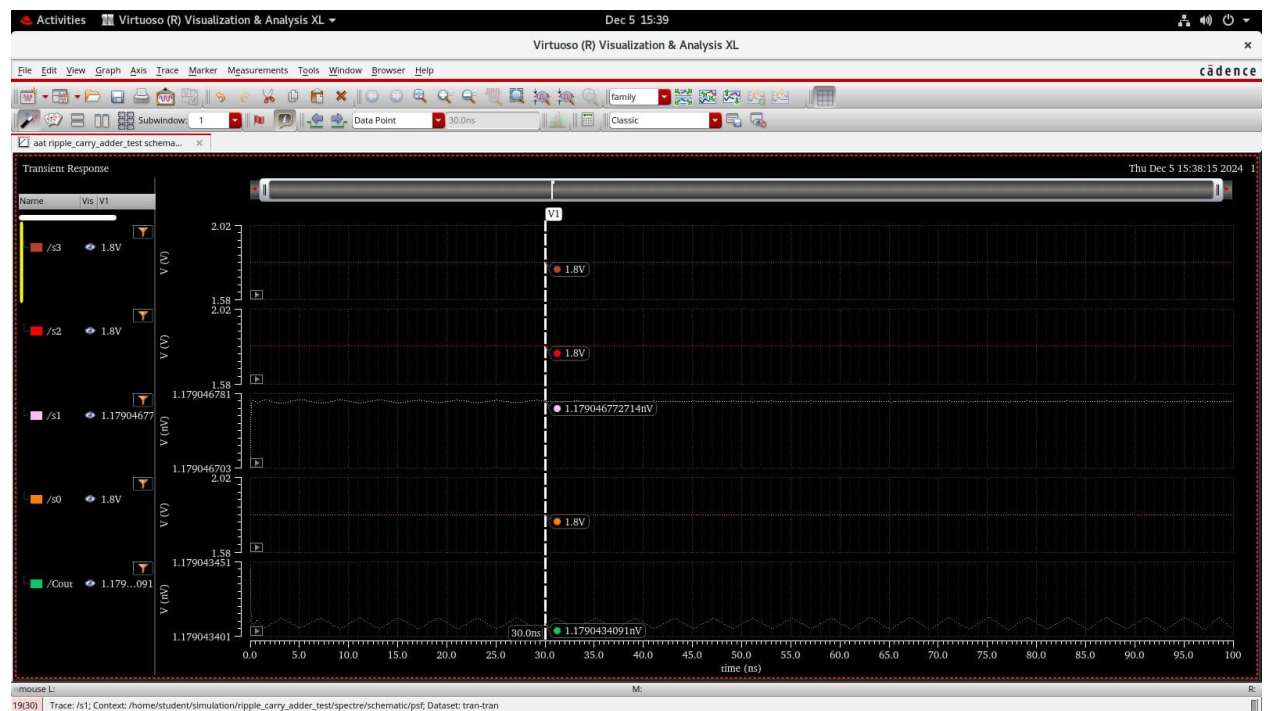 Activities Virtuoso (R) Visualization & Analysis XL Dec 5 15:39
Virtuoso (R) Visualization & Analysis XL
File Edit View Graph Axis Trace Marker Measurements Tools Window Browser Help cādence
family
Subwindow: 1 Data Point 30.0ns Classic
aat ripple_carry_adder_test schema...
Transient Response Thu Dec 5 15:38:15 2024 1
Name Vis V1
V1
/s3 1.8V
V (V)
2.02
1.58
1.8V
/s2 1.8V
V (V)
2.02
1.58
1.8V
/s1 1.17904677
V (nV)
1.179046781
1.179046703
1.179046772714nV
/s0 1.8V
V (V)
2.02
1.58
1.8V
/Cout 1.179...091
V (nV)
1.179043451
1.179043401
30.0ns 1.1790434091nV
0.0 5.0 10.0 15.0 20.0 25.0 30.0 35.0 40.0 45.0 50.0 55.0 60.0 65.0 70.0 75.0 80.0 85.0 90.0 95.0 100
time (ns)
mouse L: M: R:
19(30) Trace: /s1; Context: /home/student/simulation/ripple_carry_adder_test/spectre/schematic/psf; Dataset: tran-tran